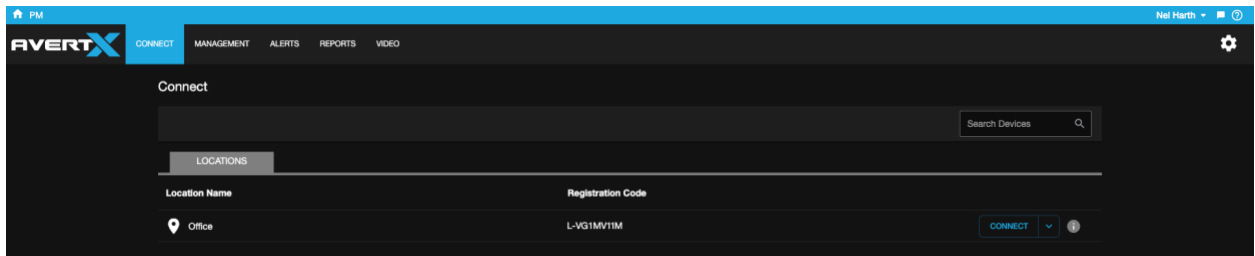 PM Nel Harth
AVERTX CONNECT MANAGEMENT ALERTS REPORTS VIDEO
Connect
Search Devices
LOCATIONS
Location Name Registration Code
Office L-VG1MV11M CONNECT